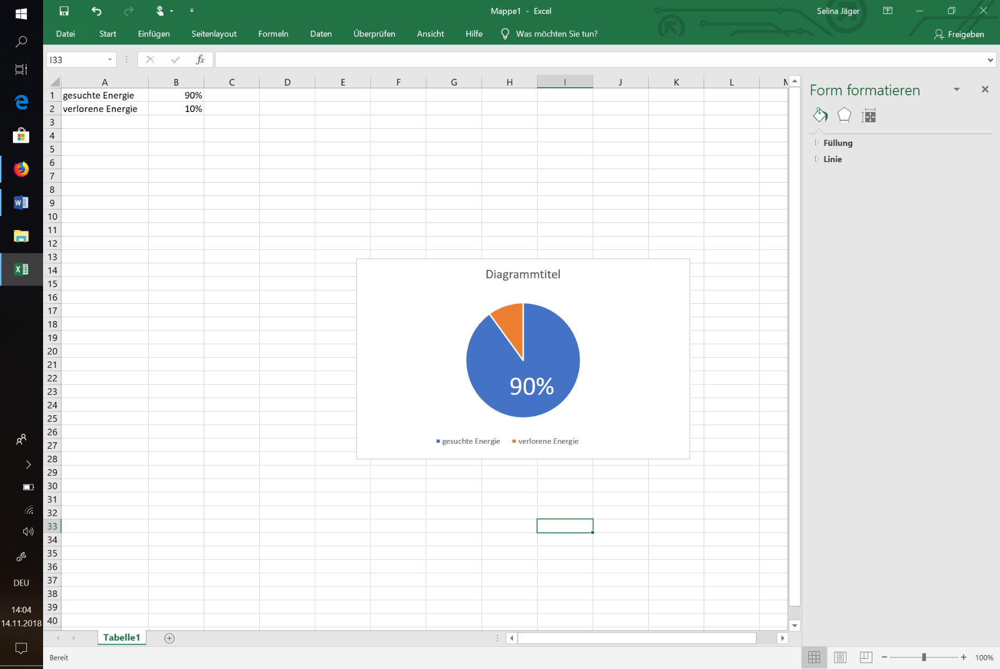 Mappe1 - Excel
Selina Jäger
Datei Start Einfügen Seitenlayout Formeln Daten Überprüfen Ansicht Hilfe Was möchten Sie tun? Freigeben
I33 fx
A B C D E F G H I J K L
Form formatieren
1 gesuchte Energie 90%
2 verlorene Energie 10%
3
4
5
6
7
8
9
10
11
12
13
14
15
16
17
18
19
20
21
22
23
24
25
26
27
28
29
30
31
32
33
34
35
36
37
38
39
40
Füllung
Linie
Diagrammtitel
90%
gesuchte Energie verlorene Energie
DEU
14:04
14.11.2018
Tabelle1
Bereit
100%